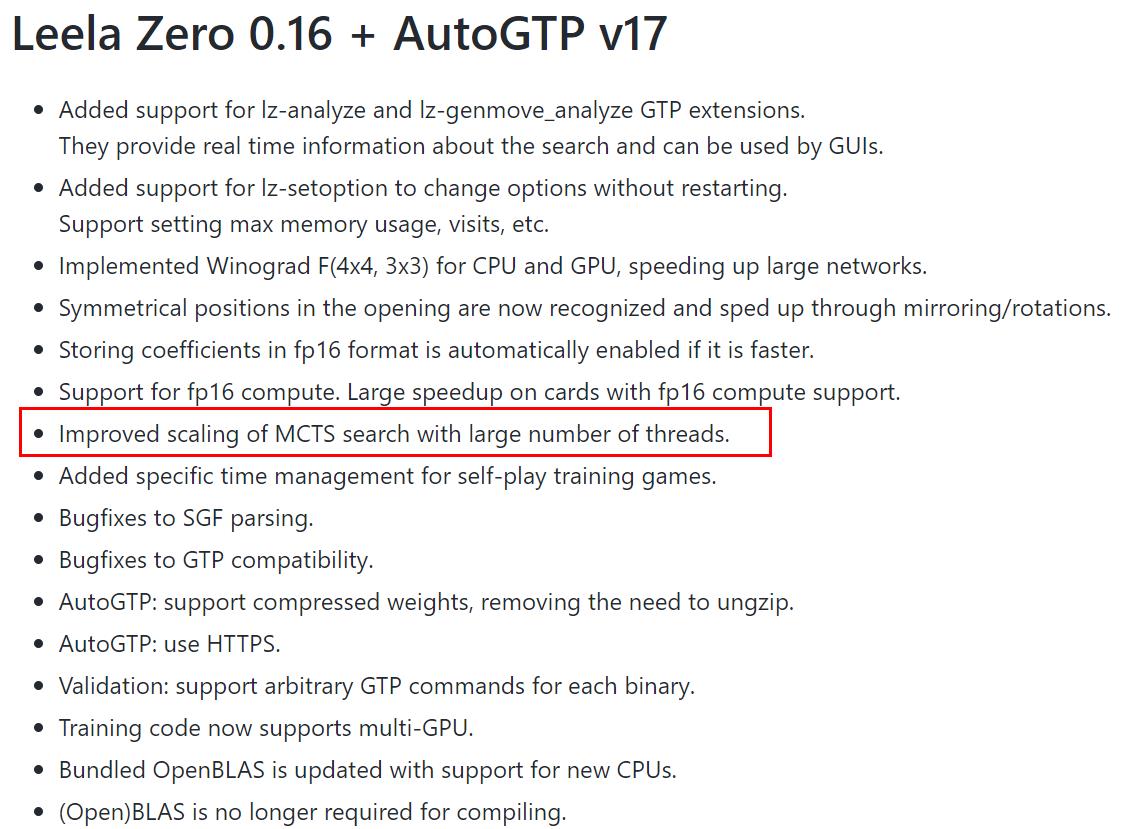 Leela Zero 0.16 + AutoGTP v17
Added support for lz-analyze and lz-genmove_analyze GTP extensions.
They provide real time information about the search and can be used by GUIs.
Added support for lz-setoption to change options without restarting.
Support setting max memory usage, visits, etc.
Implemented Winograd F(4x4, 3x3) for CPU and GPU, speeding up large networks.
Symmetrical positions in the opening are now recognized and sped up through mirroring/rotations.
Storing coefficients in fp16 format is automatically enabled if it is faster.
Support for fp16 compute. Large speedup on cards with fp16 compute support.
Improved scaling of MCTS search with large number of threads.
Added specific time management for self-play training games.
Bugfixes to SGF parsing.
Bugfixes to GTP compatibility.
AutoGTP: support compressed weights, removing the need to ungzip.
AutoGTP: use HTTPS.
Validation: support arbitrary GTP commands for each binary.
Training code now supports multi-GPU.
Bundled OpenBLAS is updated with support for new CPUs.
(Open)BLAS is no longer required for compiling.